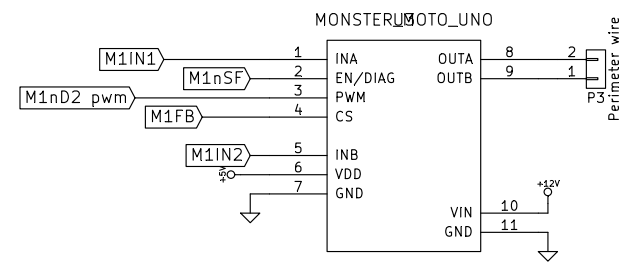 MONSTER_MOTO_UNO
U3
M1IN1 1 INA OUTA 8 2
M1nSF 2 EN/DIAG OUTB 9 1
M1nD2 pwm 3 PWM P3
M1FB 4 CS
Perimeter wire
M1IN2 5 INB
+5V 6 VDD
7 GND
+12V
VIN 10
GND 11